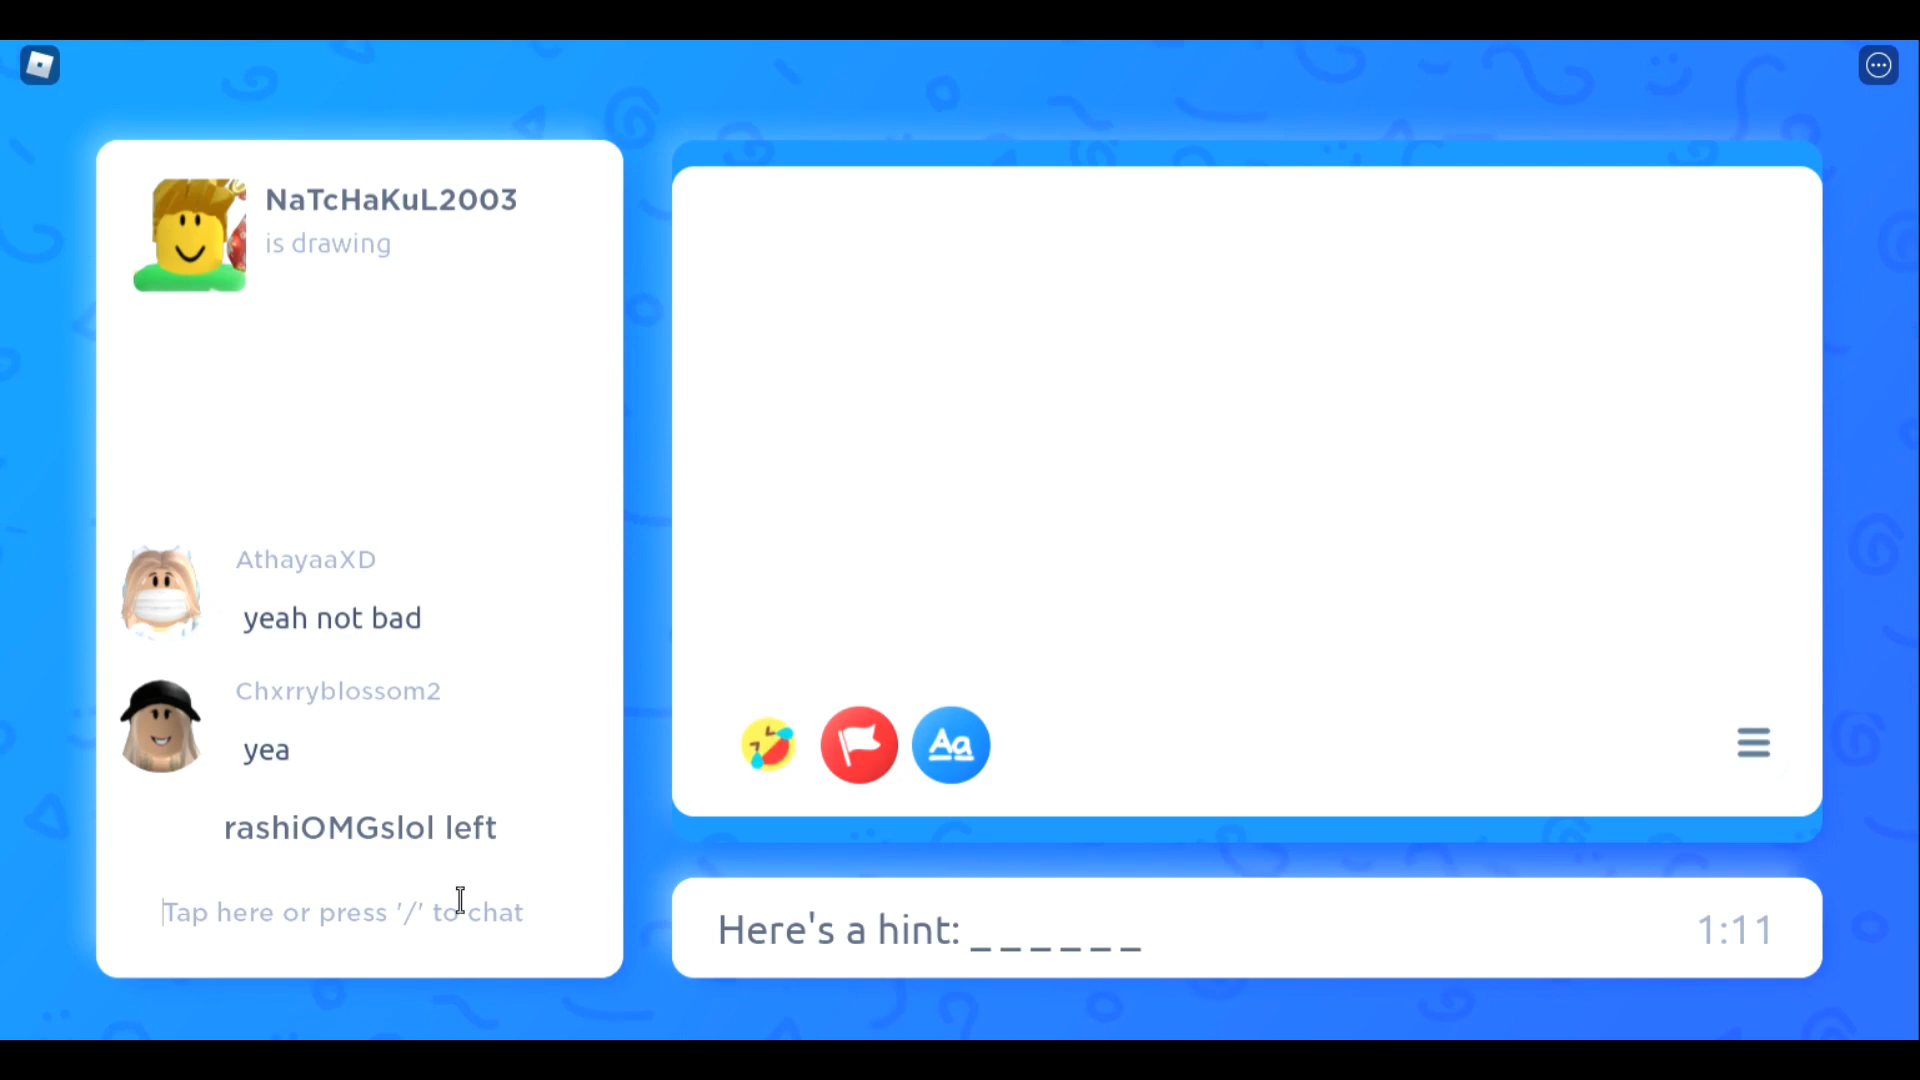 NaTcHaKuL2003
is drawing
AthayaaXD
yeah not bad
Chxrryblossom2
yea
rashiOMGslol left
Tap here or press '/' to chat
Aa
Here's a hint: _ _ _ _ _ _
1:11